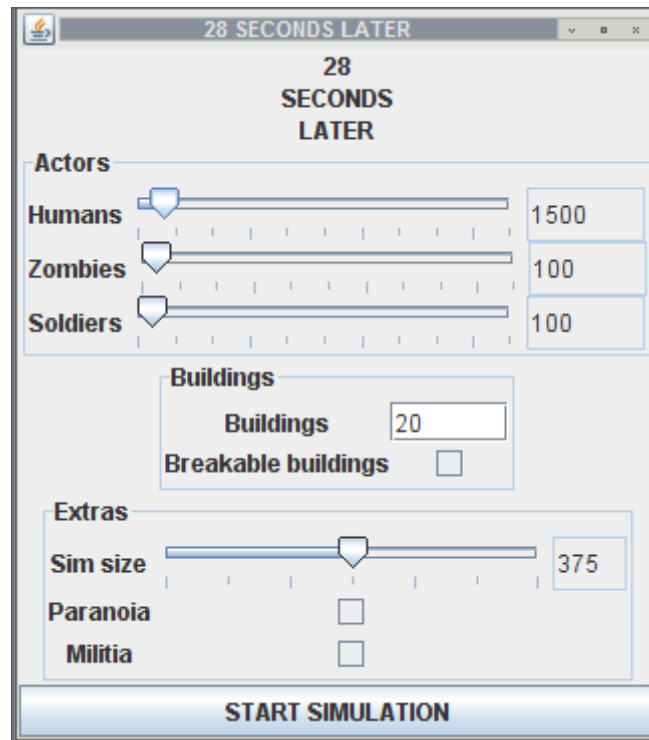 28 SECONDS LATER
28
SECONDS
LATER
Actors
Humans 1500
Zombies 100
Soldiers 100
Buildings
Buildings 20
Breakable buildings
Extras
Sim size 375
Paranoia
Militia
START SIMULATION